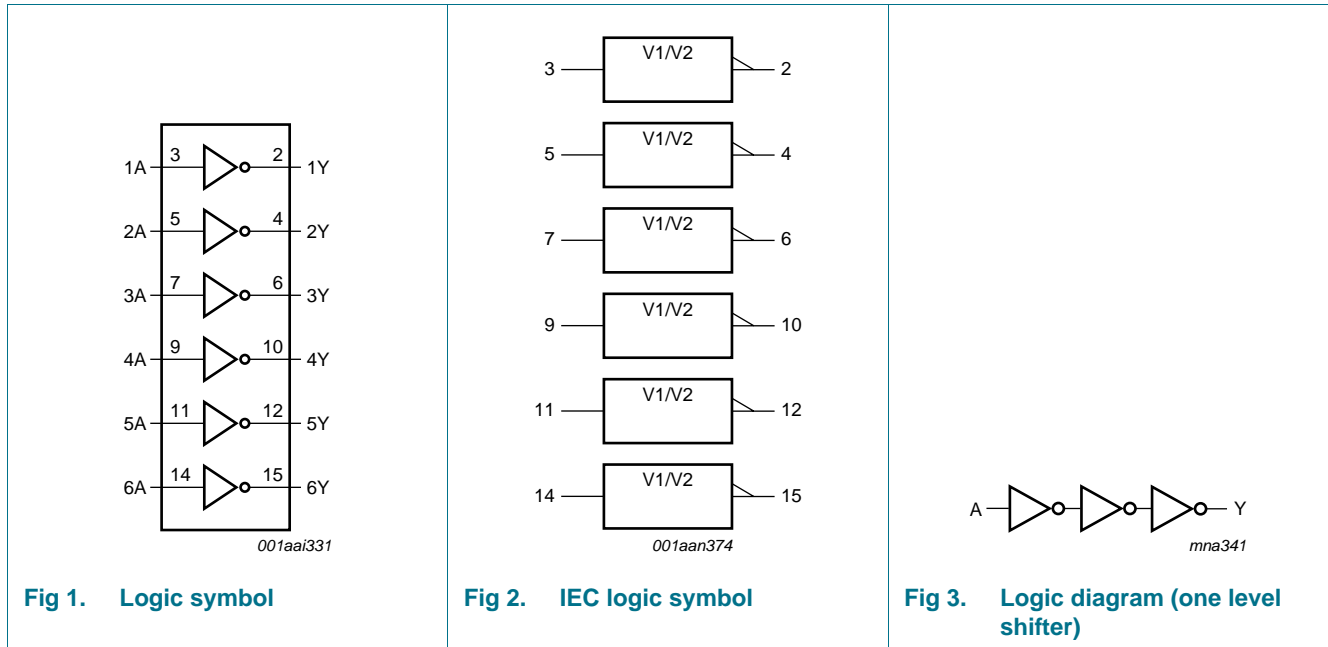 1A 3 2 1Y
2A 5 4 2Y
3A 7 6 3Y
4A 9 10 4Y
5A 11 12 5Y
6A 14 15 6Y
001aai331
Fig 1. Logic symbol
V1/V2
3 2
V1/V2
5 4
V1/V2
7 6
V1/V2
9 10
V1/V2
11 12
V1/V2
14 15
001aan374
Fig 2. IEC logic symbol
A Y
mna341
Fig 3. Logic diagram (one level
shifter)